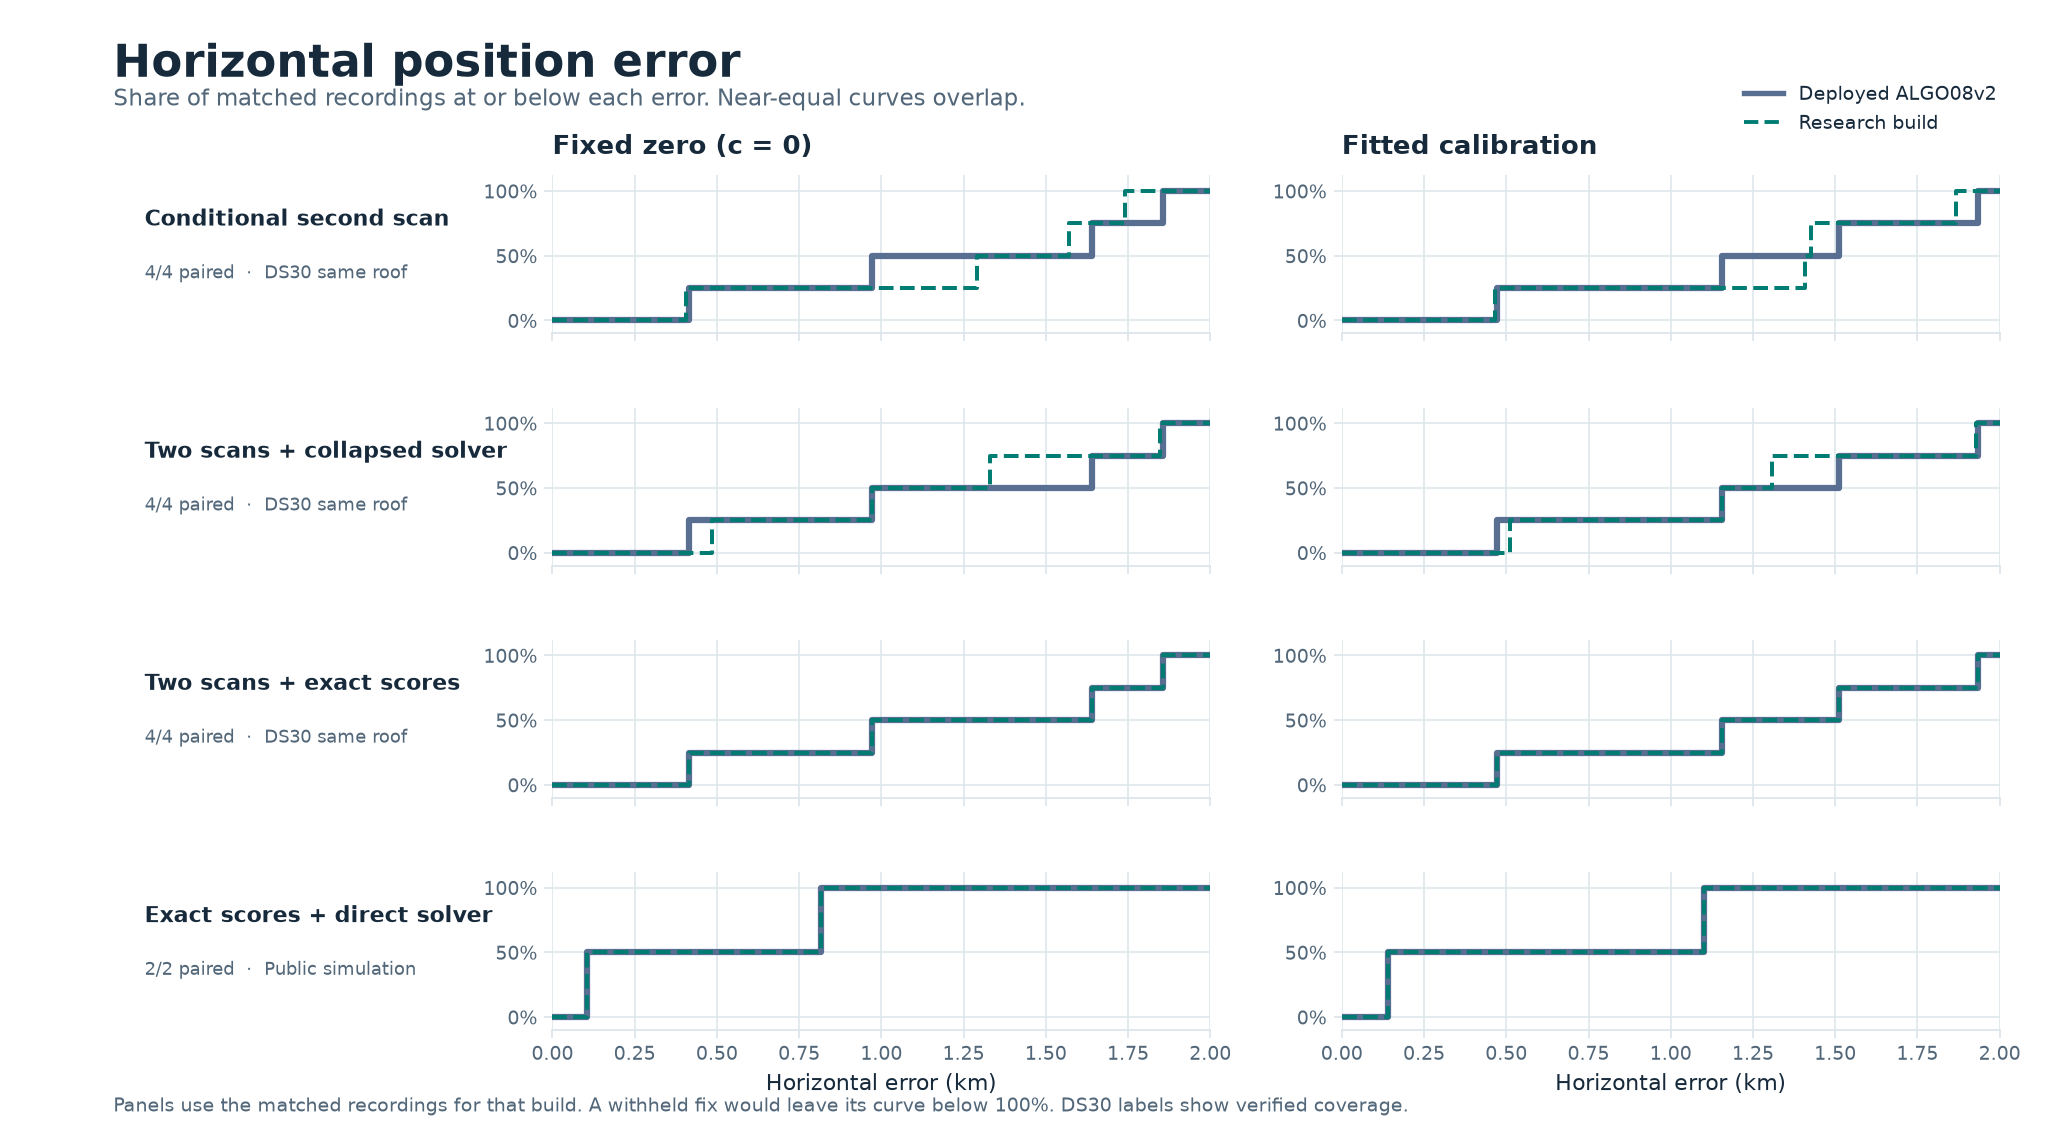 Horizontal position error
Share of matched recordings at or below each error. Near-equal curves overlap.
Deployed ALGO08v2
Research build
Fixed zero (c = 0)
Fitted calibration
Conditional second scan
4/4 paired · DS30 same roof
100%
50%
0%
100%
50%
0%
Two scans + collapsed solver
4/4 paired · DS30 same roof
100%
50%
0%
100%
50%
0%
Two scans + exact scores
4/4 paired · DS30 same roof
100%
50%
0%
100%
50%
0%
Exact scores + direct solver
2/2 paired · Public simulation
100%
50%
0%
100%
50%
0%
0.00 0.25 0.50 0.75 1.00 1.25 1.50 1.75 2.00
0.00 0.25 0.50 0.75 1.00 1.25 1.50 1.75 2.00
Horizontal error (km)
Horizontal error (km)
Panels use the matched recordings for that build. A withheld fix would leave its curve below 100%. DS30 labels show verified coverage.